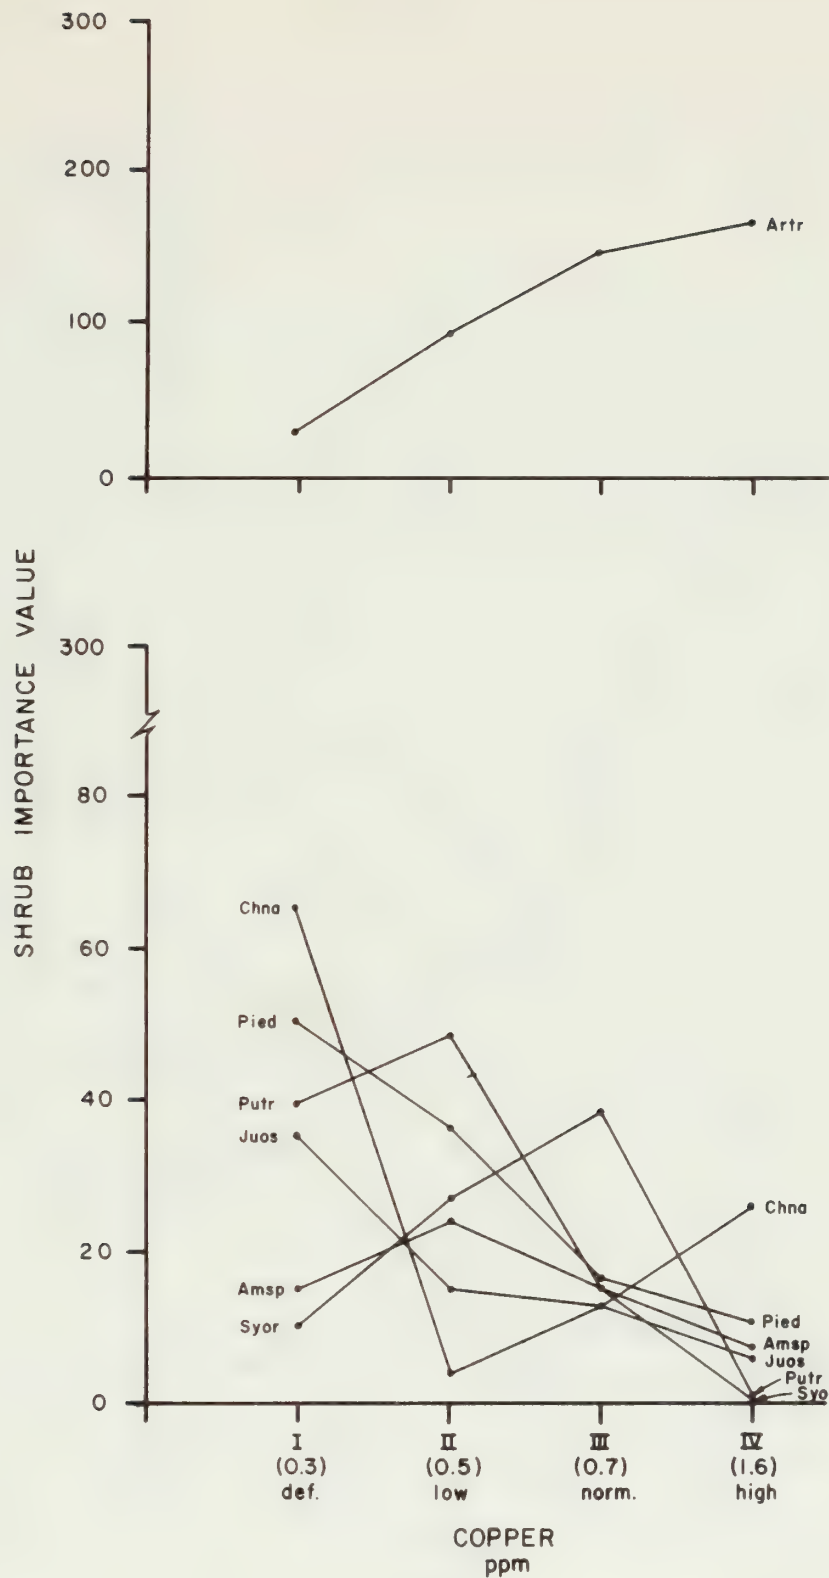 300
200
100
0
Artr
SHRUB IMPORTANCE VALUE
300
80
60
40
20
0
Chna
Pied
Putr
Juos
Amsp
Syor
Chna
Pied
Amsp
Juos
Putr
Syo
I II III IV
(0.3) (0.5) (0.7) (1.6)
def. low norm. high
COPPER
ppm